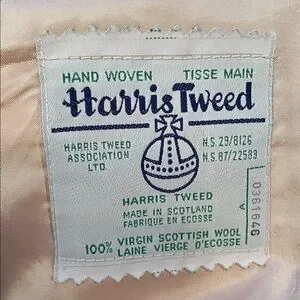 HAND WOVEN TISSE MAIN
Harris Tweed
HARRIS TWEED
ASSOCIATION
LTD.
N.S. 29/8126
N.S. 87/22589
HARRIS TWEED
MADE IN SCOTLAND
FABRIQUE EN ECOSSE
100% VIRGIN SCOTTISH WOOL
LAINE VIERGE D'ECOSSE
A 0361646